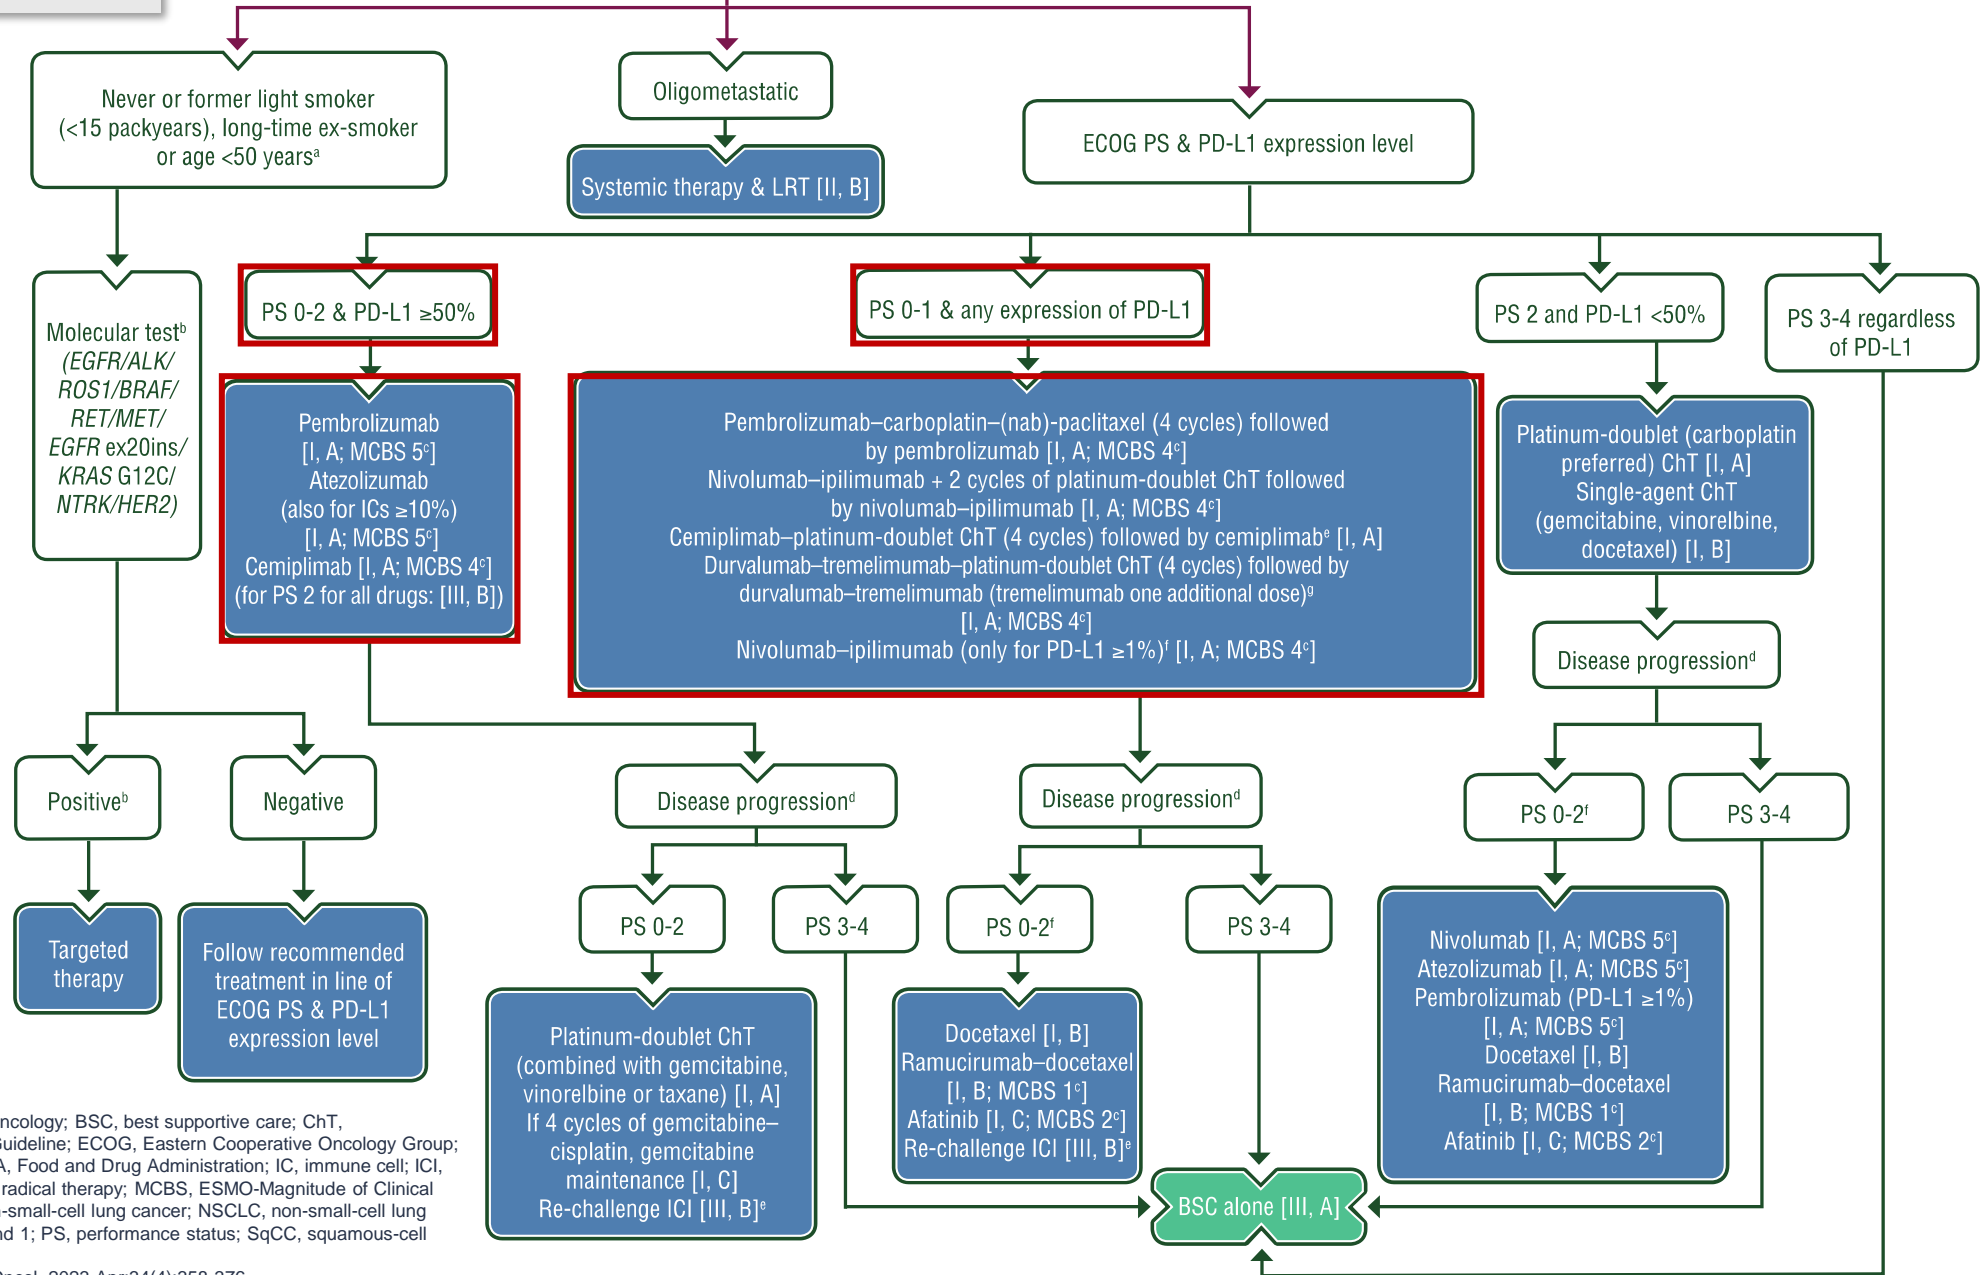 Never or former light smoker
(<15 packyears), long-time ex-smoker
or age <50 yearsᵃ
Oligometastatic
Systemic therapy & LRT [II, B]
ECOG PS & PD-L1 expression level
Molecular testᵇ
(EGFR/ALK/
ROS1/BRAF/
RET/MET/
EGFR ex20ins/
KRAS G12C/
NTRK/HER2)
PS 0-2 & PD-L1 ≥50%
PS 0-1 & any expression of PD-L1
PS 2 and PD-L1 <50%
PS 3-4 regardless
of PD-L1
Pembrolizumab
[I, A; MCBS 5ᶜ]
Atezolizumab
(also for ICs ≥10%)
[I, A; MCBS 5ᶜ]
Cemiplimab [I, A; MCBS 4ᶜ]
(for PS 2 for all drugs: [III, B])
Pembrolizumab–carboplatin–(nab)-paclitaxel (4 cycles) followed
by pembrolizumab [I, A; MCBS 4ᶜ]
Nivolumab–ipilimumab + 2 cycles of platinum-doublet ChT followed
by nivolumab–ipilimumab [I, A; MCBS 4ᶜ]
Cemiplimab–platinum-doublet ChT (4 cycles) followed by cemiplimabᵉ [I, A]
Durvalumab–tremelimumab–platinum-doublet ChT (4 cycles) followed by
durvalumab–tremelimumab (tremelimumab one additional dose)ᵍ
[I, A; MCBS 4ᶜ]
Nivolumab–ipilimumab (only for PD-L1 ≥1%)ᶠ [I, A; MCBS 4ᶜ]
Platinum-doublet (carboplatin
preferred) ChT [I, A]
Single-agent ChT
(gemcitabine, vinorelbine,
docetaxel) [I, B]
Disease progressionᵈ
Positiveᵇ
Negative
Disease progressionᵈ
Disease progressionᵈ
PS 0-2ᶠ
PS 3-4
Targeted
therapy
Follow recommended
treatment in line of
ECOG PS & PD-L1
expression level
PS 0-2
PS 3-4
PS 0-2ᶠ
PS 3-4
Platinum-doublet ChT
(combined with gemcitabine,
vinorelbine or taxane) [I, A]
If 4 cycles of gemcitabine–
cisplatin, gemcitabine
maintenance [I, C]
Re-challenge ICI [III, B]ᵉ
Docetaxel [I, B]
Ramucirumab–docetaxel
[I, B; MCBS 1ᶜ]
Afatinib [I, C; MCBS 2ᶜ]
Re-challenge ICI [III, B]ᵉ
Nivolumab [I, A; MCBS 5ᶜ]
Atezolizumab [I, A; MCBS 5ᶜ]
Pembrolizumab (PD-L1 ≥1%)
[I, A; MCBS 5ᶜ]
Docetaxel [I, B]
Ramucirumab–docetaxel
[I, B; MCBS 1ᶜ]
Afatinib [I, C; MCBS 2ᶜ]
BSC alone [III, A]
ncology; BSC, best supportive care; ChT,
Guideline; ECOG, Eastern Cooperative Oncology Group;
A, Food and Drug Administration; IC, immune cell; ICI,
radical therapy; MCBS, ESMO-Magnitude of Clinical
-small-cell lung cancer; NSCLC, non-small-cell lung
nd 1; PS, performance status; SqCC, squamous-cell